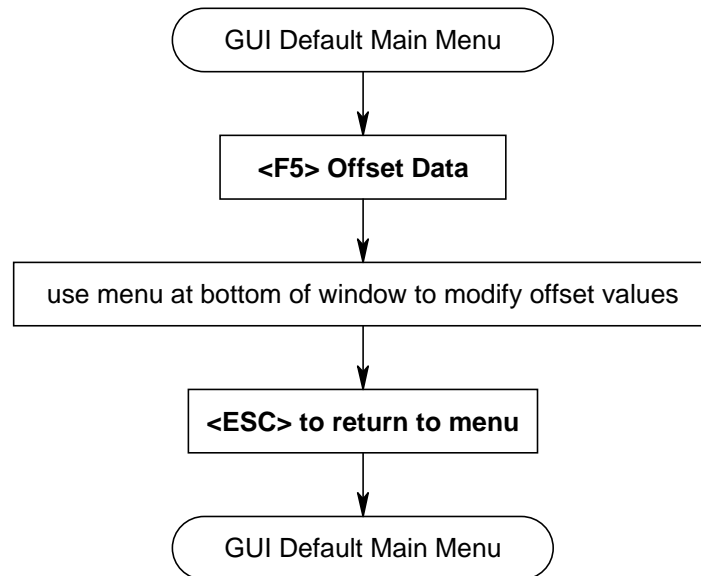 GUI Default Main Menu
<F5> Offset Data
use menu at bottom of window to modify offset values
<ESC> to return to menu
GUI Default Main Menu